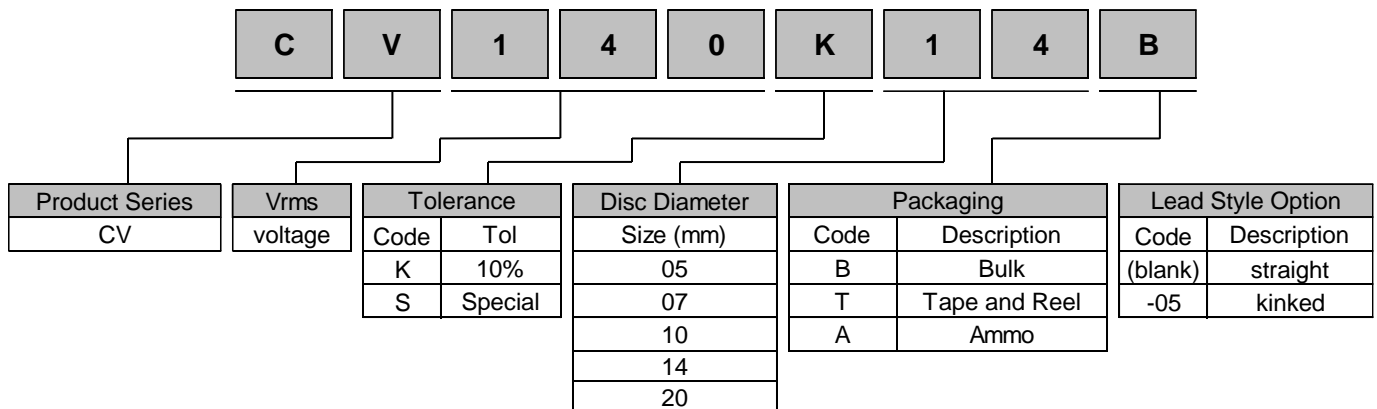 C V 1 4 0 K 1 4 B
Product Series Vrms Tolerance Disc Diameter Packaging Lead Style Option
CV voltage Code Tol Size (mm) Code Description Code Description
K 10% 05 B Bulk (blank) straight
S Special 07 T Tape and Reel -05 kinked
10 A Ammo
14
20